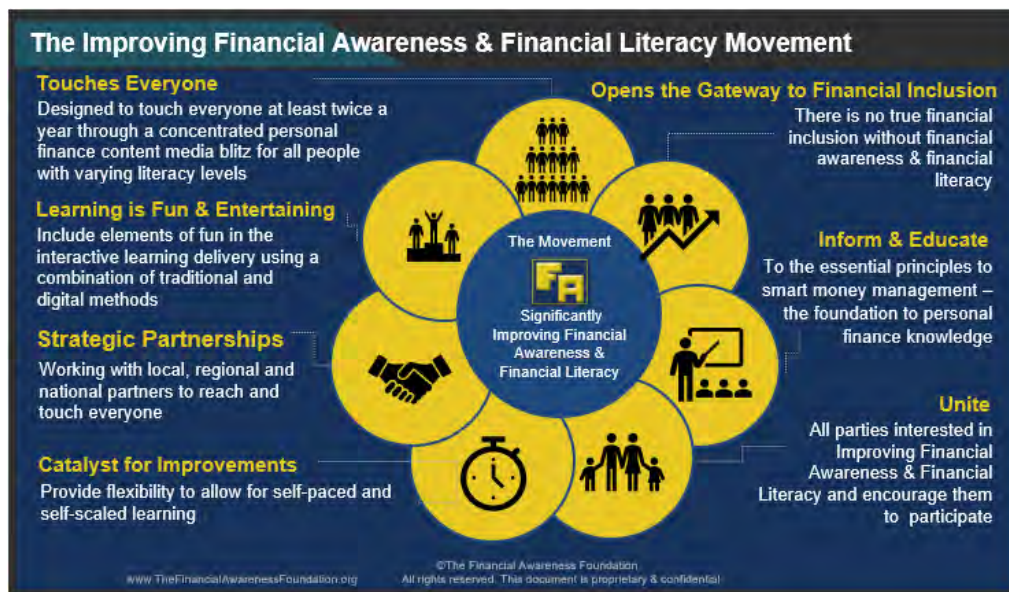 The Improving Financial Awareness & Financial Literacy Movement
Touches Everyone
Designed to touch everyone at least twice a
year through a concentrated personal
finance content media blitz for all people
with varying literacy levels
Learning is Fun & Entertaining
Include elements of fun in the
interactive learning delivery using a
combination of traditional and
digital methods
Strategic Partnerships
Working with local, regional and
national partners to reach and
touch everyone
Catalyst for Improvements
Provide flexibility to allow for self-paced and
self-scaled learning
The Movement
FA
Significantly
Improving Financial
Awareness &
Financial Literacy
Opens the Gateway to Financial Inclusion
There is no true financial
inclusion without financial
awareness & financial
literacy
Inform & Educate
To the essential principles to
smart money management –
the foundation to personal
finance knowledge
Unite
All parties interested in
Improving Financial
Awareness & Financial
Literacy and encourage them
to participate
www.TheFinancialAwarenessFoundation.org
©The Financial Awareness Foundation
All rights reserved. This document is proprietary & confidential